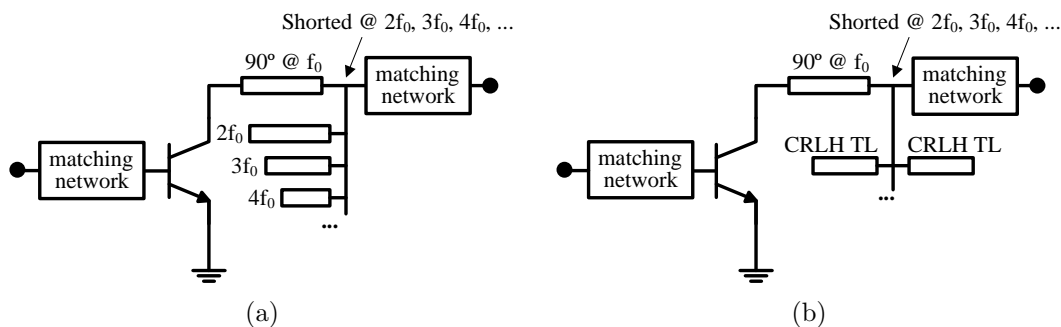 Shorted @ 2f0, 3f0, 4f0, ...
90º @ f0
matching
network
2f0
3f0
4f0
...
matching
network
(a)
Shorted @ 2f0, 3f0, 4f0, ...
90º @ f0
matching
network
CRLH TL
CRLH TL
...
matching
network
(b)